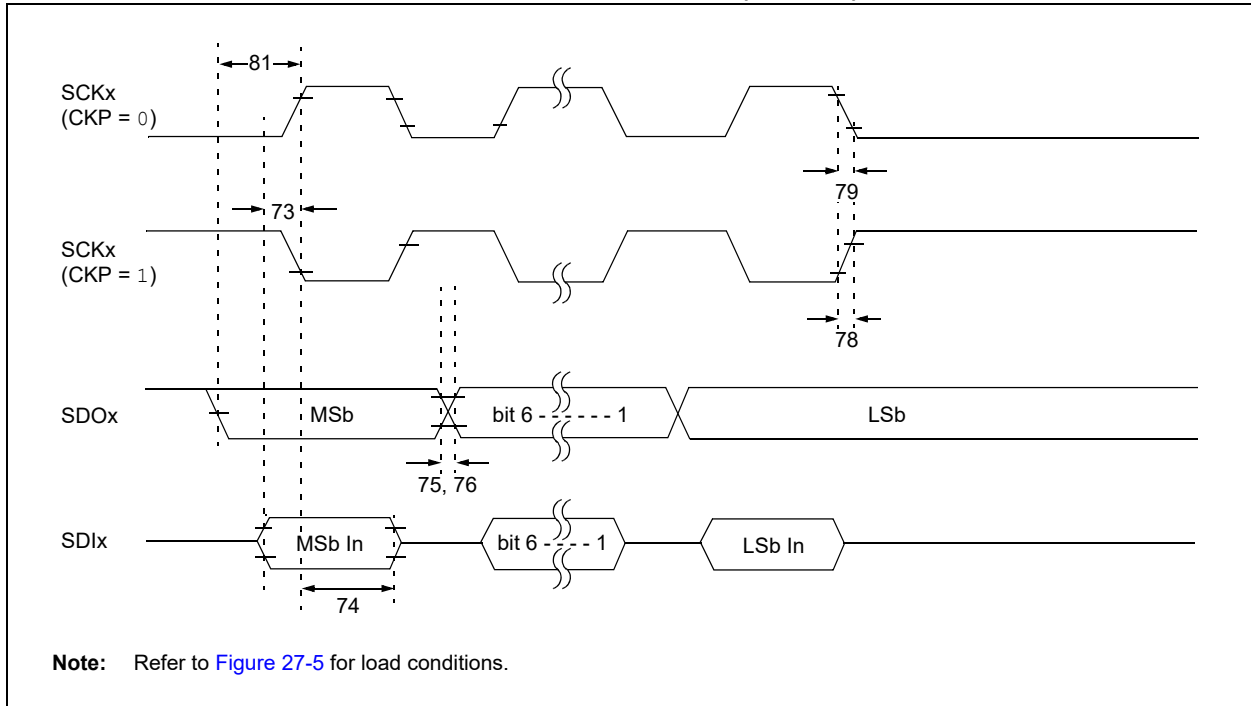 81
SCKx
(CKP = 0)
79
73
SCKx
(CKP = 1)
78
SDOx
MSb
bit 6 - - - - - - 1
LSb
75, 76
SDIx
MSb In
bit 6 - - - - 1
LSb In
74
Note: Refer to Figure 27-5 for load conditions.